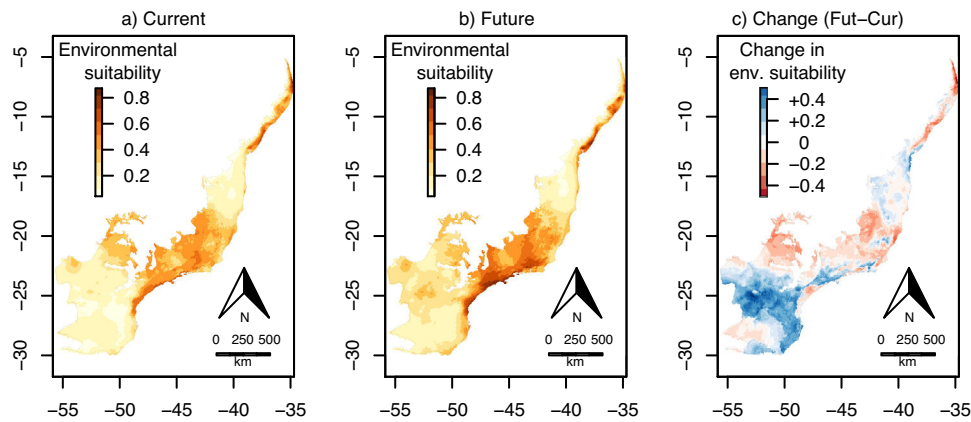 a) Current
Environmental
suitability
0.8
0.6
0.4
0.2
−5
−10
−15
−20
−25
−30
N
0 250 500
km
−55 −50 −45 −40 −35
b) Future
Environmental
suitability
0.8
0.6
0.4
0.2
−5
−10
−15
−20
−25
−30
N
0 250 500
km
−55 −50 −45 −40 −35
c) Change (Fut−Cur)
Change in
env. suitability
+0.4
+0.2
0
−0.2
−0.4
−5
−10
−15
−20
−25
−30
N
0 250 500
km
−55 −50 −45 −40 −35